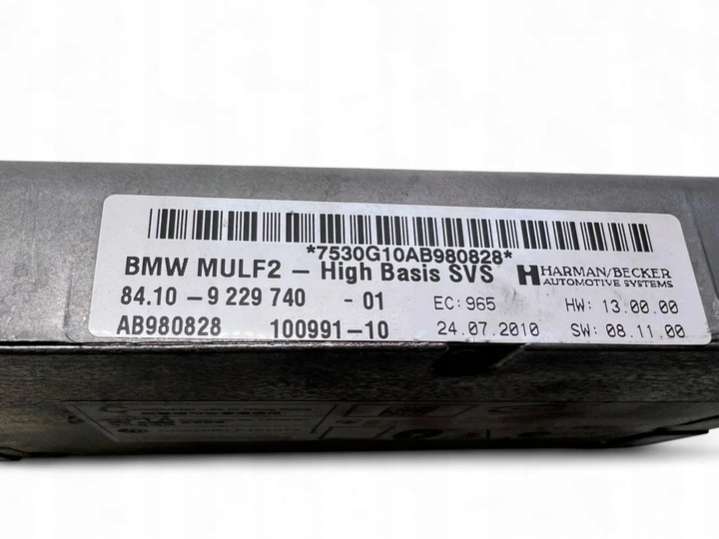 *7530G10AB980828*
BMW MULF2 – High Basis SVS
HARMAN/BECKER
AUTOMOTIVE SYSTEMS
84.10 - 9 229 740 - 01 EC: 965 HW: 13.00.00
AB980828 100991-10 24.07.2010 SW: 08.11.00